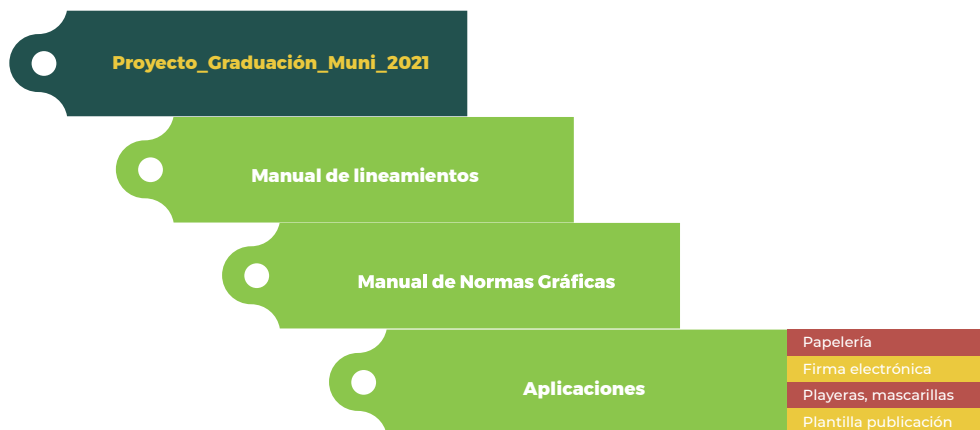 Proyecto_Graduación_Muni_2021
Manual de lineamientos
Manual de Normas Gráficas
Aplicaciones
Papelería
Firma electrónica
Playeras, mascarillas
Plantilla publicación